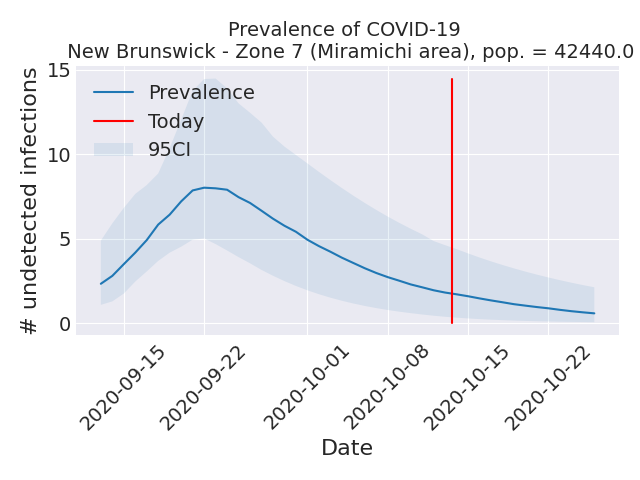 Prevalence of COVID-19
New Brunswick - Zone 7 (Miramichi area), pop. = 42440.0
# undetected infections
15
10
5
0
Prevalence
Today
95CI
2020-09-15
2020-09-22
2020-10-01
2020-10-08
2020-10-15
2020-10-22
Date